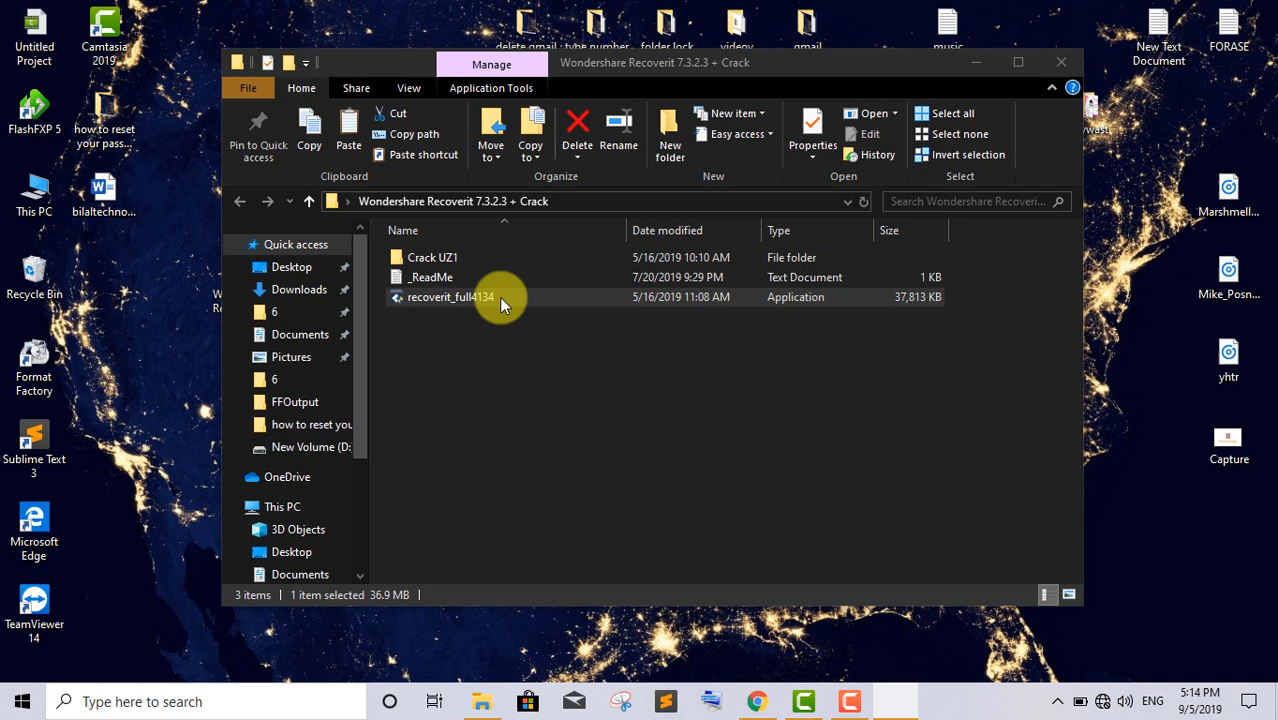 Untitled
Project
Camtasia
2019
delete gmail
type number
folder lock
videoy
gmail
music
New Text
Document
FORASE
Manage
Wondershare Recoverit 7.3.2.3 + Crack
File
Home
Share
View
Application Tools
Pin to Quick
access
Copy
Paste
Cut
Copy path
Paste shortcut
Clipboard
Move
to
Copy
to
Delete
Rename
Organize
New
folder
New item
Easy access
New
Properties
Open
Edit
History
Open
Select all
Select none
Invert selection
Select
Wondershare Recoverit 7.3.2.3 + Crack
Search Wondershare Recoveri...
Name
Date modified
Type
Size
Crack UZ1
5/16/2019 10:10 AM
File folder
_ReadMe
7/20/2019 9:29 PM
Text Document
1 KB
recoverit_full4134
5/16/2019 11:08 AM
Application
37,813 KB
Quick access
Desktop
Downloads
6
Documents
Pictures
6
FFOutput
how to reset you
New Volume (D:
OneDrive
This PC
3D Objects
Desktop
Documents
3 items
1 item selected 36.9 MB
FlashFXP 5
how to reset
your pass...
This PC
bilaltechno...
Recycle Bin
Format
Factory
Sublime Text
3
Microsoft
Edge
TeamViewer
14
Marshmell...
Mike_Posn...
yhtr
Capture
Type here to search
ENG
5:14 PM
9/5/2019